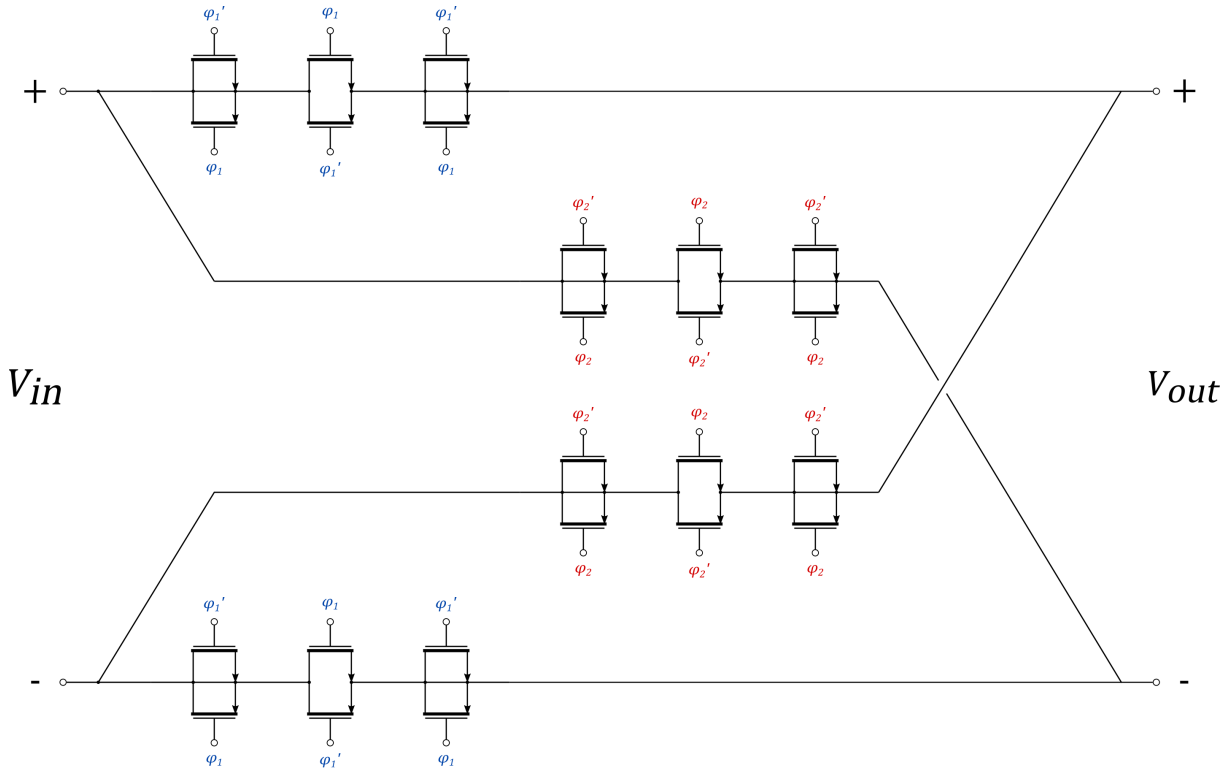 φ₁' φ₁ φ₁'
+ +
φ₁ φ₁' φ₁
φ₂' φ₂ φ₂'
φ₂ φ₂' φ₂
Vin Vout
φ₂' φ₂ φ₂'
φ₂ φ₂' φ₂
φ₁' φ₁ φ₁'
- -
φ₁ φ₁' φ₁